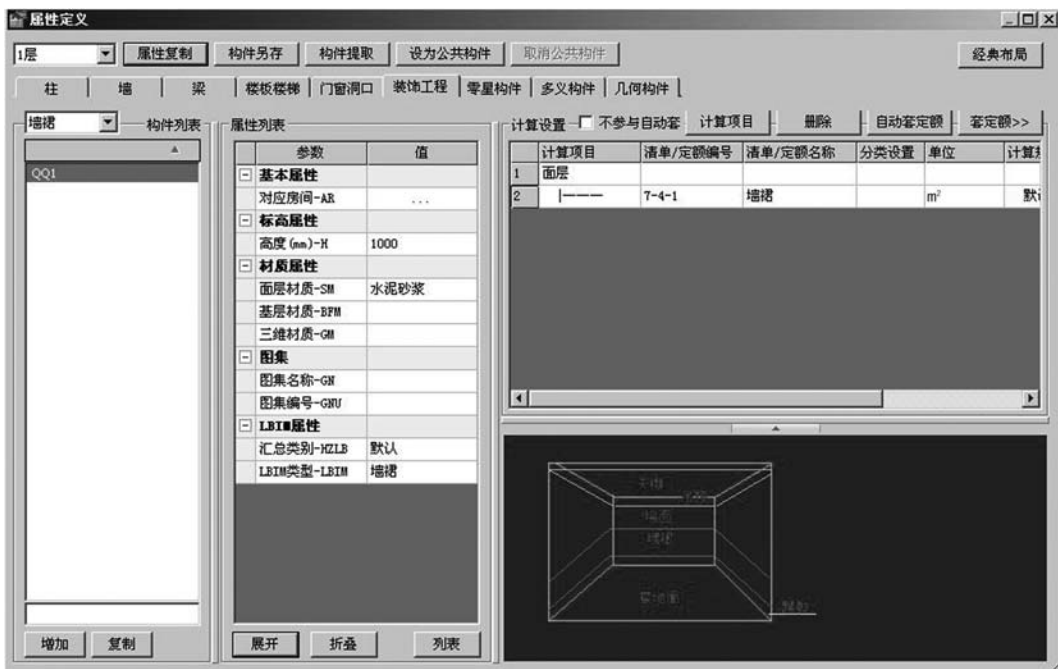 属性定义
1层 属性复制 构件另存 构件提取 设为公共构件 取消公共构件 经典布局
柱 墙 梁 楼板楼梯 门窗洞口 装饰工程 零星构件 多义构件 几何构件
墙裙 构件列表
QQ1
增加 复制
属性列表
参数 值
基本属性
对应房间-AR ...
标高属性
高度(mm)-H 1000
材质属性
面层材质-SM 水泥砂浆
基层材质-BFM
三维材质-GM
图集
图集名称-GN
图集编号-GNU
LBIM属性
汇总类别-HZLB 默认
LBIM类型-LBIM 墙裙
展开 折叠 列表
计算设置 不参与自动套 计算项目 删除 自动套定额 套定额>>
计算项目 清单/定额编号 清单/定额名称 分类设置 单位
1 面层
2 |--- 7-4-1 墙裙 m²
墙面
墙裙
楼地面